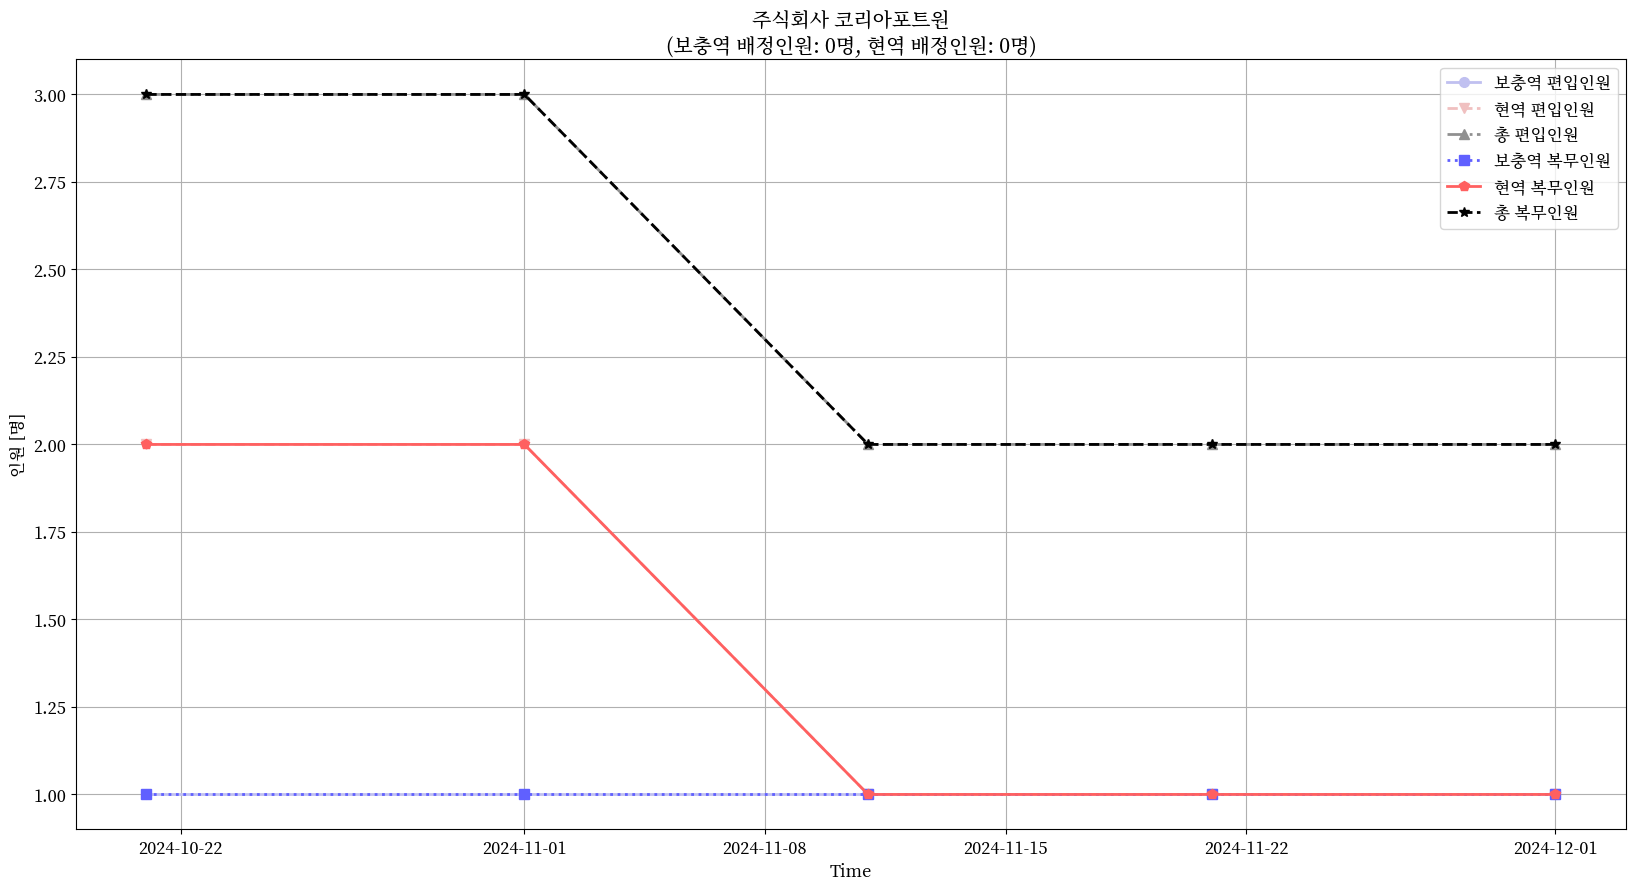 주식회사 코리아포트원
(보충역 배정인원: 0명, 현역 배정인원: 0명)
보충역 편입인원
현역 편입인원
총 편입인원
보충역 복무인원
현역 복무인원
총 복무인원
인원 [명]
3.00
2.75
2.50
2.25
2.00
1.75
1.50
1.25
1.00
2024-10-22
2024-11-01
2024-11-08
2024-11-15
2024-11-22
2024-12-01
Time